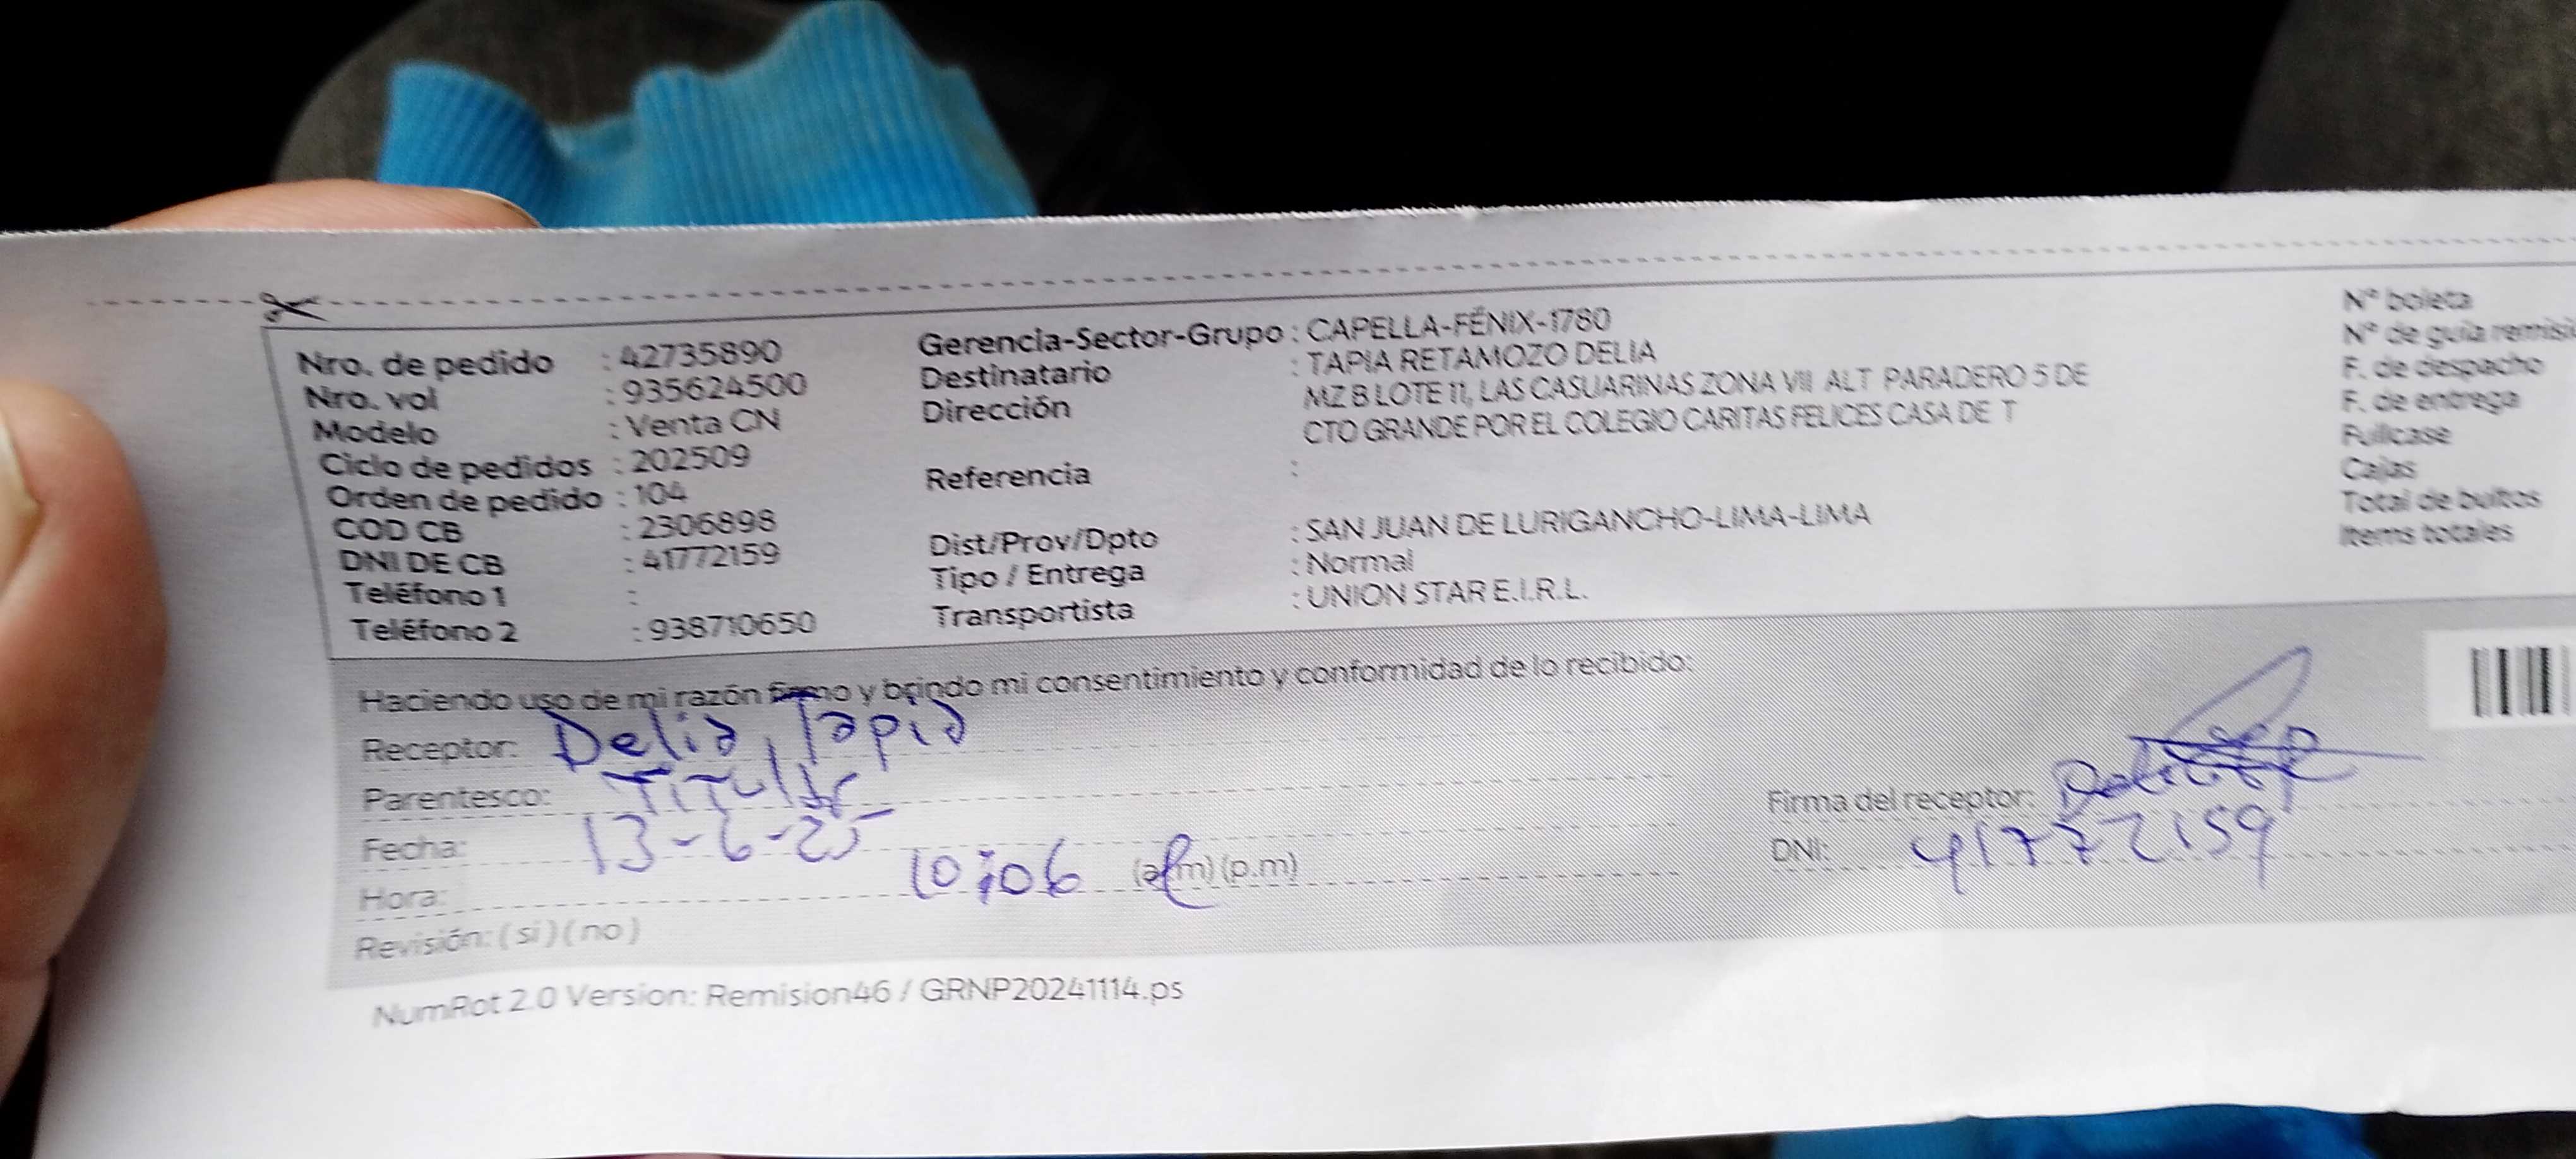 Nro. de pedido : 42735890
Nro. vol : 935624500
Modelo : Venta CN
Ciclo de pedidos : 202509
Orden de pedido : 104
COD CB : 2306898
DNI DE CB : 41772159
Teléfono 1 :
Teléfono 2 : 938710650
Gerencia-Sector-Grupo : CAPELLA-FÉNIX-1780
Destinatario : TAPIA RETAMOZO DELIA
Dirección MZ B LOTE 11, LAS CASUARINAS ZONA VII ALT PARADERO 5 DE
CTO GRANDE POR EL COLEGIO CARITAS FELICES CASA DE T
Referencia :
Dist/Prov/Dpto : SAN JUAN DE LURIGANCHO-LIMA-LIMA
Tipo / Entrega : Normal
Transportista : UNION STAR E.I.R.L.
N° boleta
N° de guía remisi
F. de despacho
F. de entrega
Fullcase
Cajas
Total de bultos
Items totales
Haciendo uso de mi razón firmo y brindo mi consentimiento y conformidad de lo recibido:
Receptor: Delia Tapia
Parentesco: Titular
Fecha: 13-6-25
Hora: 10:06 (a.m) (p.m)
Revisión: ( si ) ( no )
Firma del receptor:
DNI: 41772159
NumRot 2.0 Version: Remision46 / GRNP20241114.ps